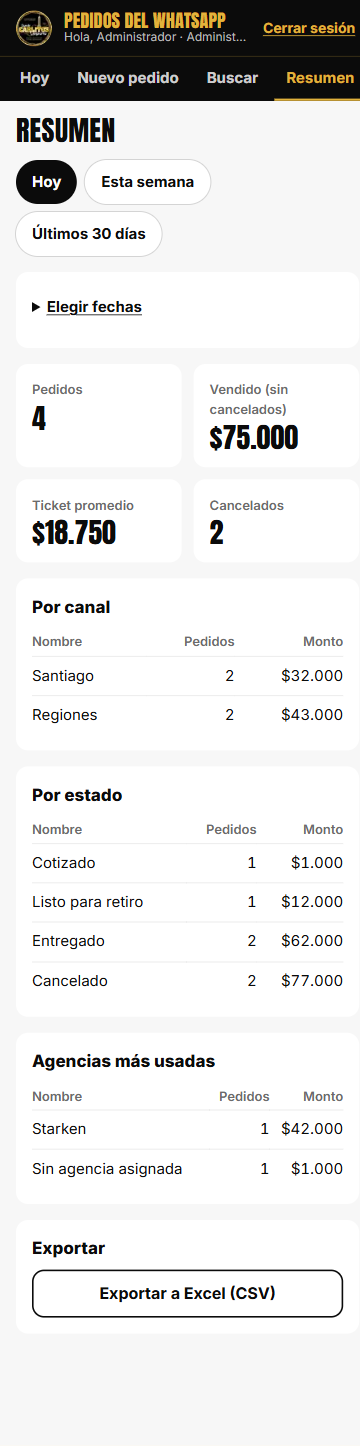 PEDIDOS DEL WHATSAPP
Hola, Administrador · Administ...
Cerrar sesión
Hoy Nuevo pedido Buscar Resumen
RESUMEN
Hoy Esta semana
Últimos 30 días
Elegir fechas
Pedidos
4
Vendido (sin
cancelados)
$75.000
Ticket promedio
$18.750
Cancelados
2
Por canal
Nombre Pedidos Monto
Santiago 2 $32.000
Regiones 2 $43.000
Por estado
Nombre Pedidos Monto
Cotizado 1 $1.000
Listo para retiro 1 $12.000
Entregado 2 $62.000
Cancelado 2 $77.000
Agencias más usadas
Nombre Pedidos Monto
Starken 1 $42.000
Sin agencia asignada 1 $1.000
Exportar
Exportar a Excel (CSV)